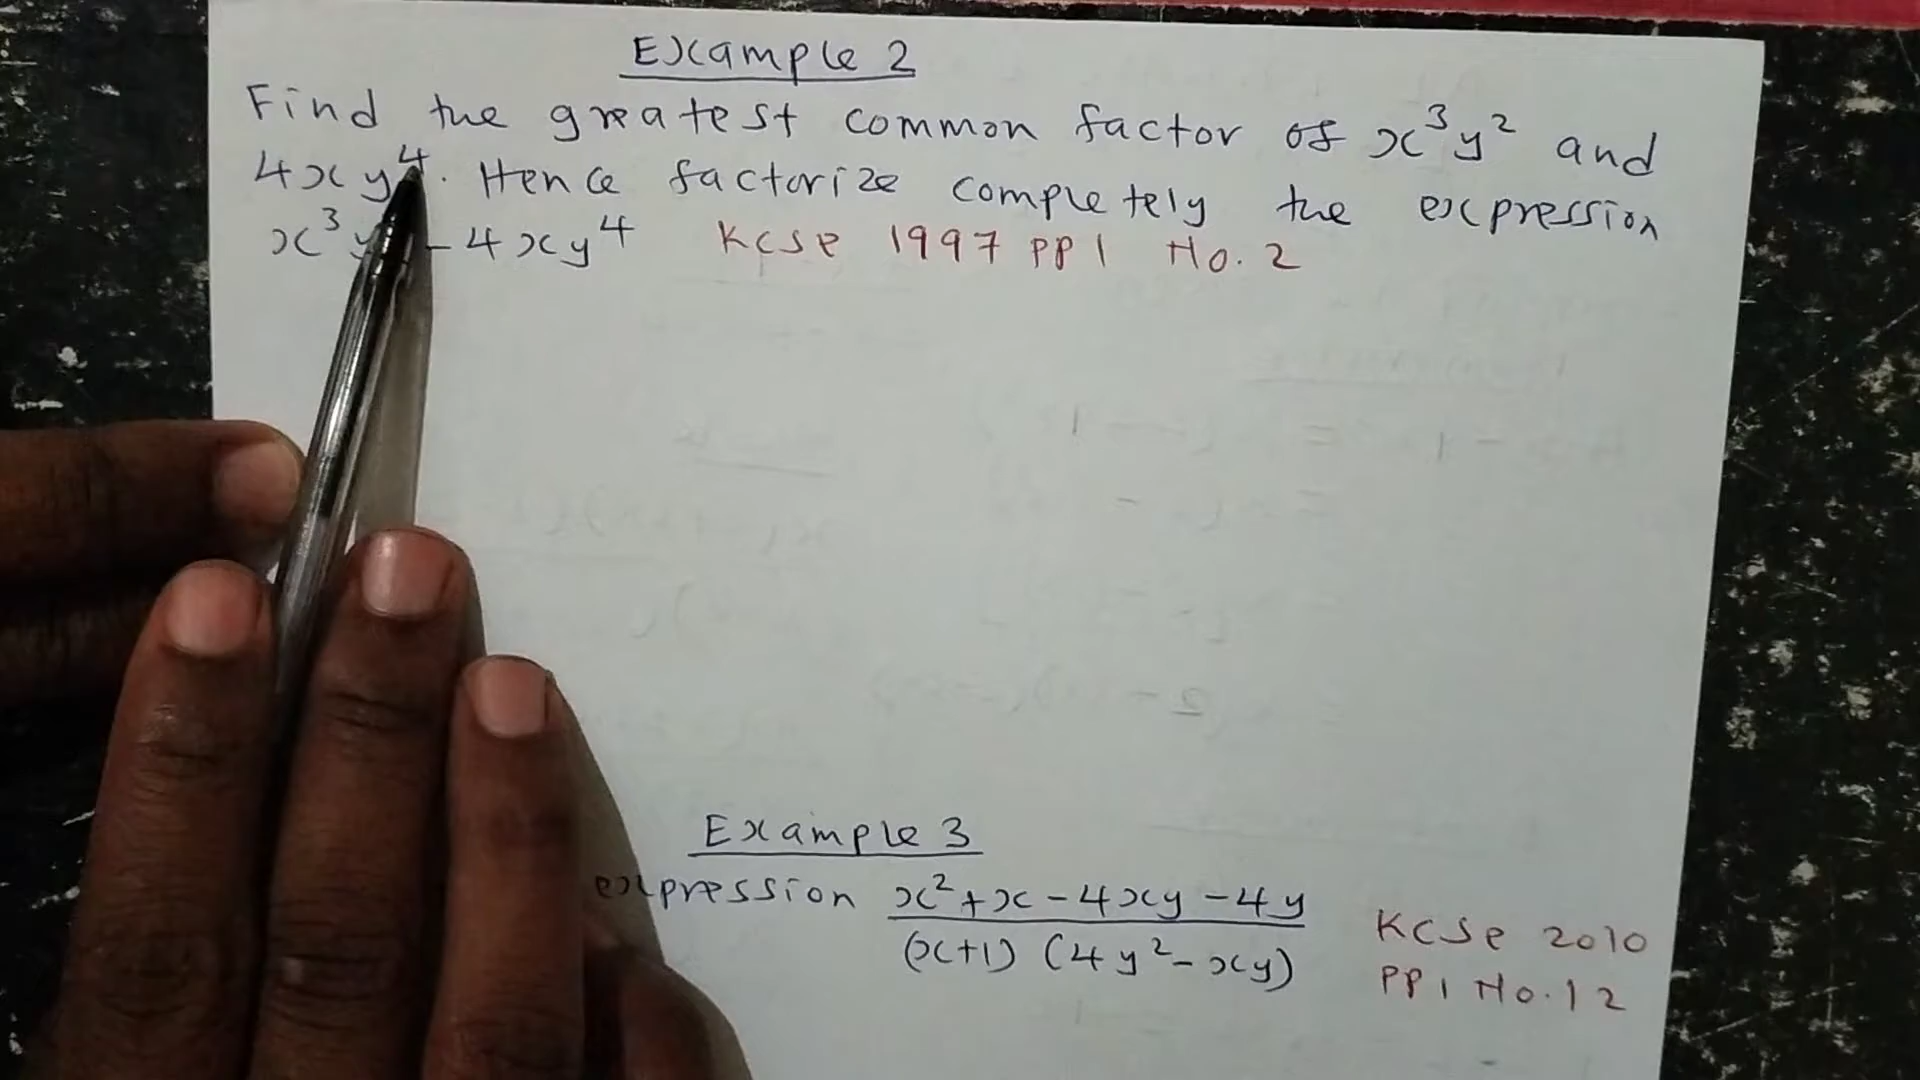 Example 2
Find the greatest common factor of x³y² and
4xy⁴. Hence factorize completely the expression
x³y - 4xy⁴ KCSE 1997 PP1 No. 2
Example 3
expression x²+x-4xy-4y
(x+1) (4y²-xy)
KCSE 2010
PP1 No.12